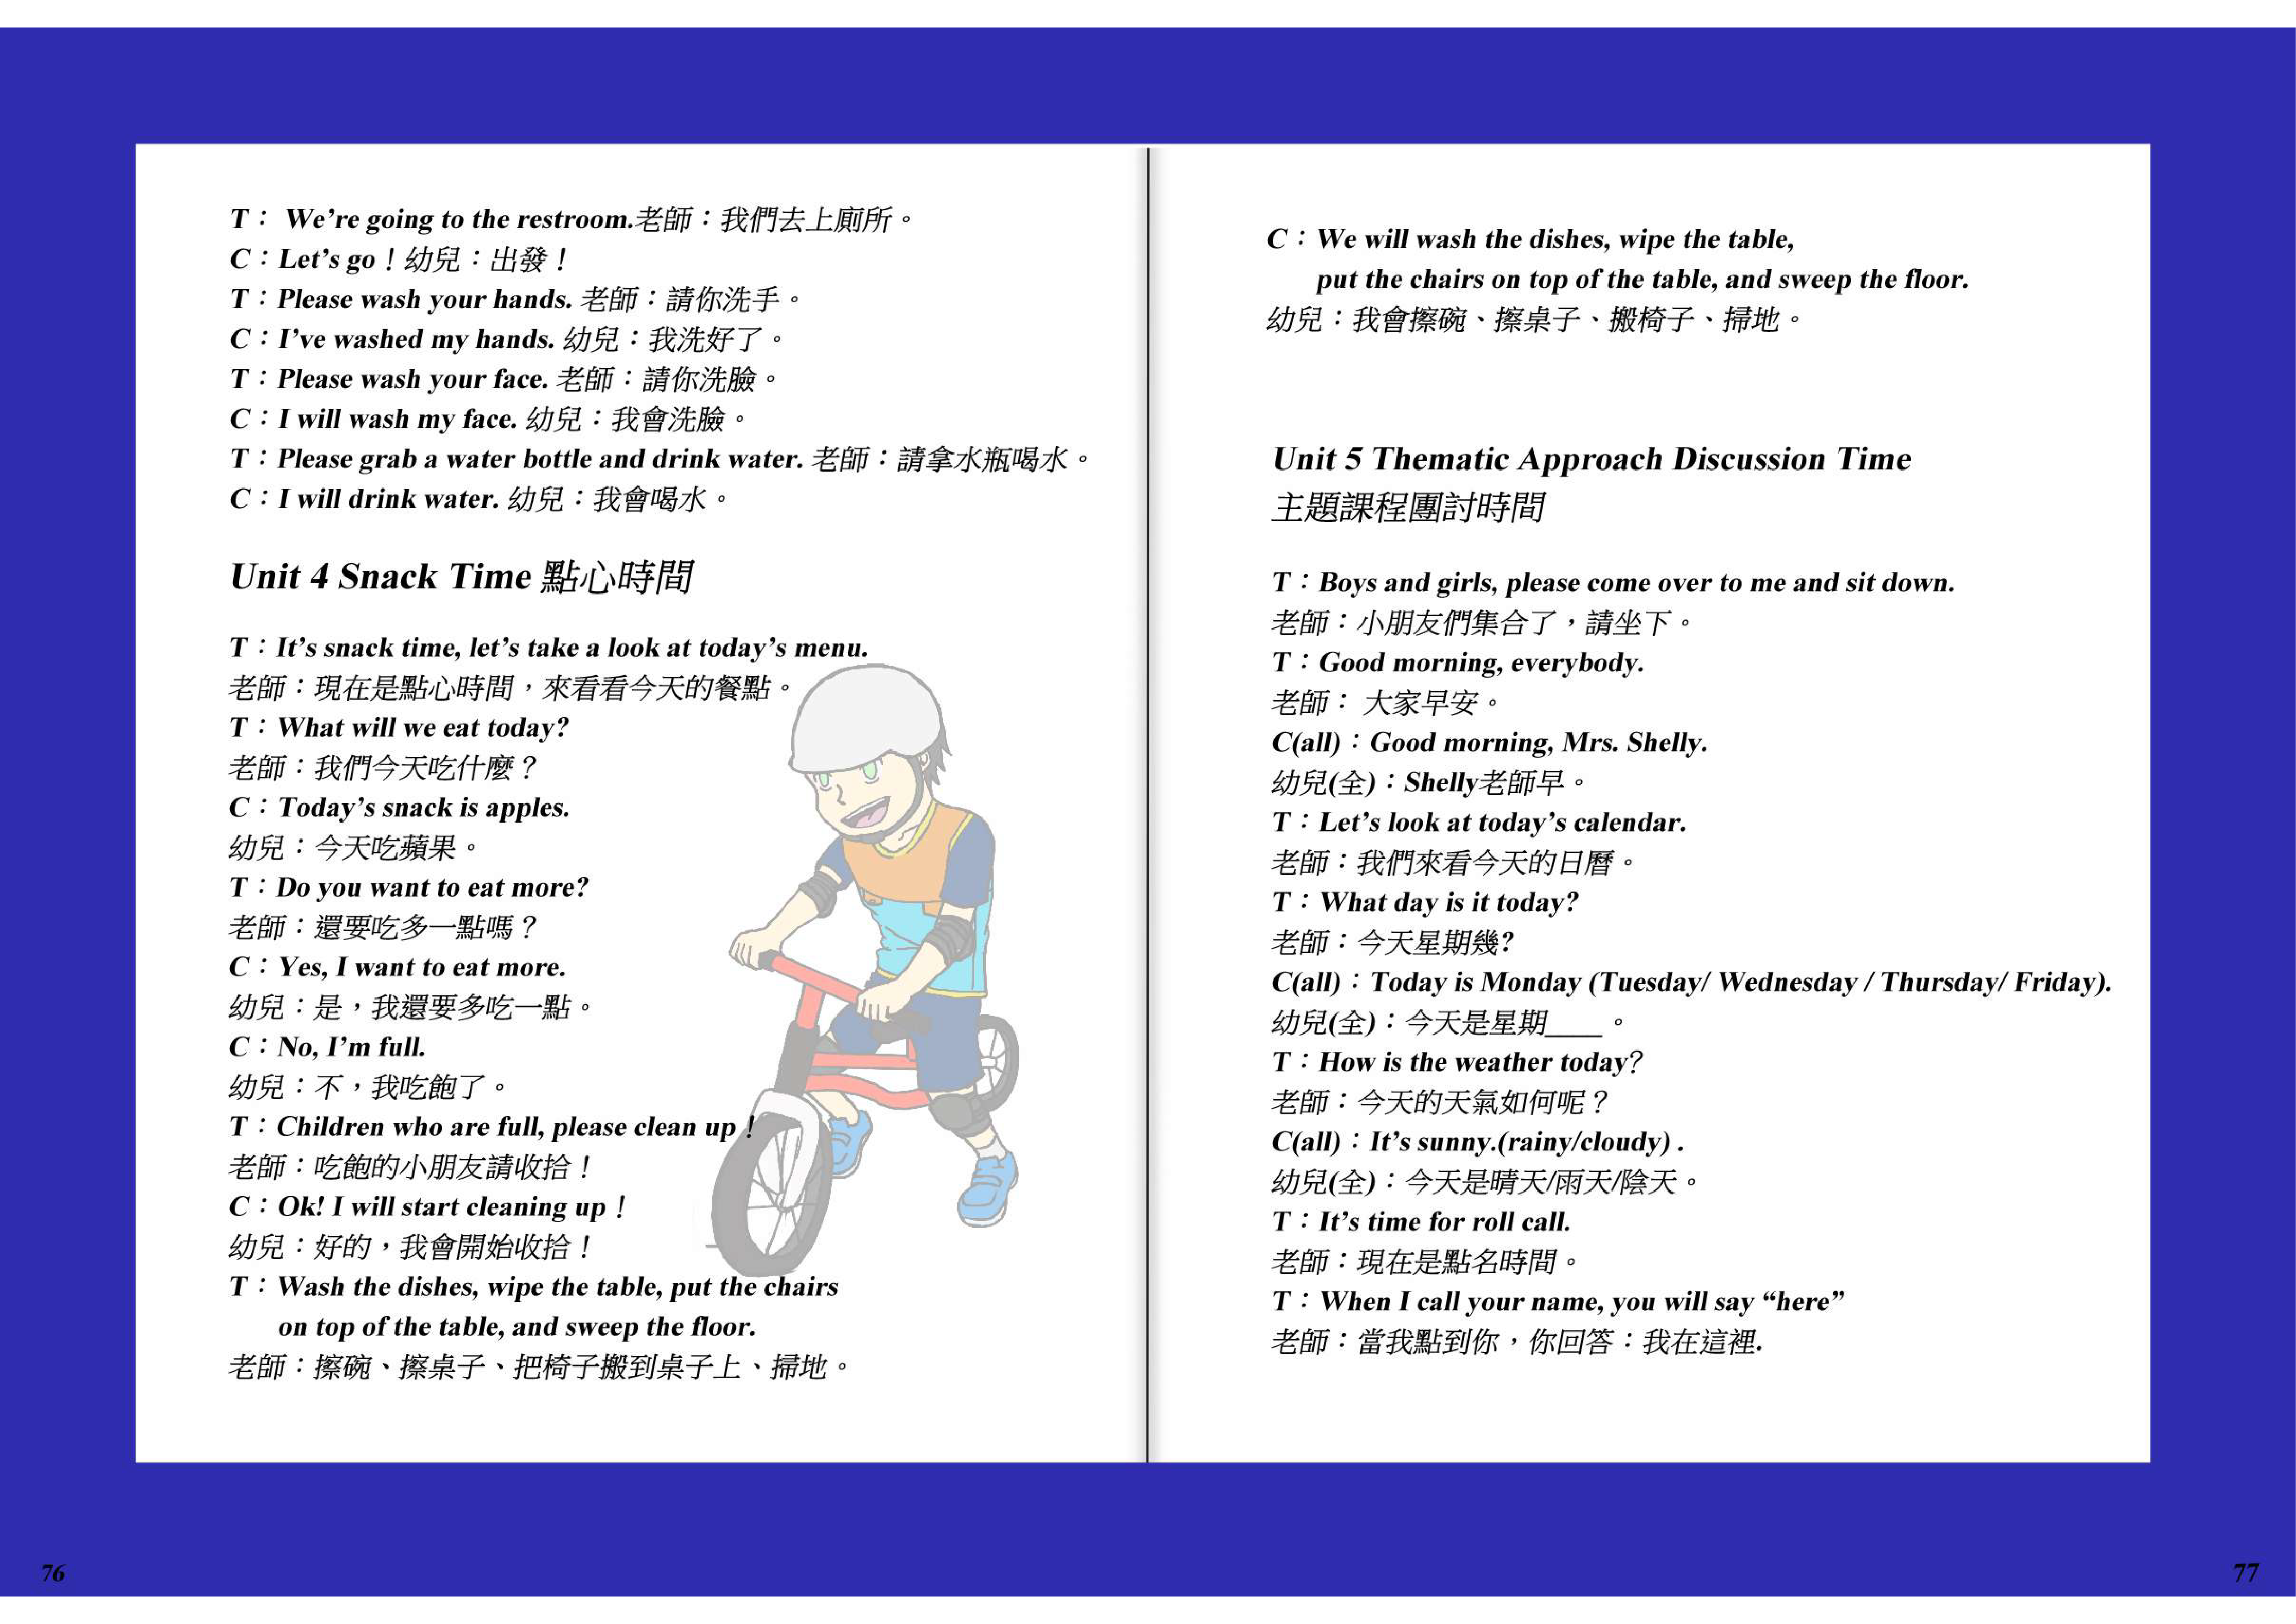 T： We’re going to the restroom.老師：我們去上廁所。
C：Let’s go！幼兒：出發！
T：Please wash your hands. 老師：請你洗手。
C：I’ve washed my hands. 幼兒：我洗好了。
T：Please wash your face. 老師：請你洗臉。
C：I will wash my face. 幼兒：我會洗臉。
T：Please grab a water bottle and drink water. 老師：請拿水瓶喝水。
C：I will drink water. 幼兒：我會喝水。
Unit 4 Snack Time 點心時間
T：It’s snack time, let’s take a look at today’s menu.
老師：現在是點心時間，來看看今天的餐點。
T：What will we eat today?
老師：我們今天吃什麼？
C：Today’s snack is apples.
幼兒：今天吃蘋果。
T：Do you want to eat more?
老師：還要吃多一點嗎？
C：Yes, I want to eat more.
幼兒：是，我還要多吃一點。
C：No, I’m full.
幼兒：不，我吃飽了。
T：Children who are full, please clean up！
老師：吃飽的小朋友請收拾！
C：Ok! I will start cleaning up！
幼兒：好的，我會開始收拾！
T：Wash the dishes, wipe the table, put the chairs
on top of the table, and sweep the floor.
老師：擦碗、擦桌子、把椅子搬到桌子上、掃地。
76
C：We will wash the dishes, wipe the table,
put the chairs on top of the table, and sweep the floor.
幼兒：我會擦碗、擦桌子、搬椅子、掃地。
Unit 5 Thematic Approach Discussion Time
主題課程團討時間
T：Boys and girls, please come over to me and sit down.
老師：小朋友們集合了，請坐下。
T：Good morning, everybody.
老師： 大家早安。
C(all)：Good morning, Mrs. Shelly.
幼兒(全)：Shelly老師早。
T：Let’s look at today’s calendar.
老師：我們來看今天的日曆。
T：What day is it today?
老師：今天星期幾?
C(all)：Today is Monday (Tuesday/ Wednesday / Thursday/ Friday).
幼兒(全)：今天是星期____。
T：How is the weather today?
老師：今天的天氣如何呢？
C(all)：It’s sunny.(rainy/cloudy) .
幼兒(全)：今天是晴天/雨天/陰天。
T：It’s time for roll call.
老師：現在是點名時間。
T：When I call your name, you will say “here”
老師：當我點到你，你回答：我在這裡.
77